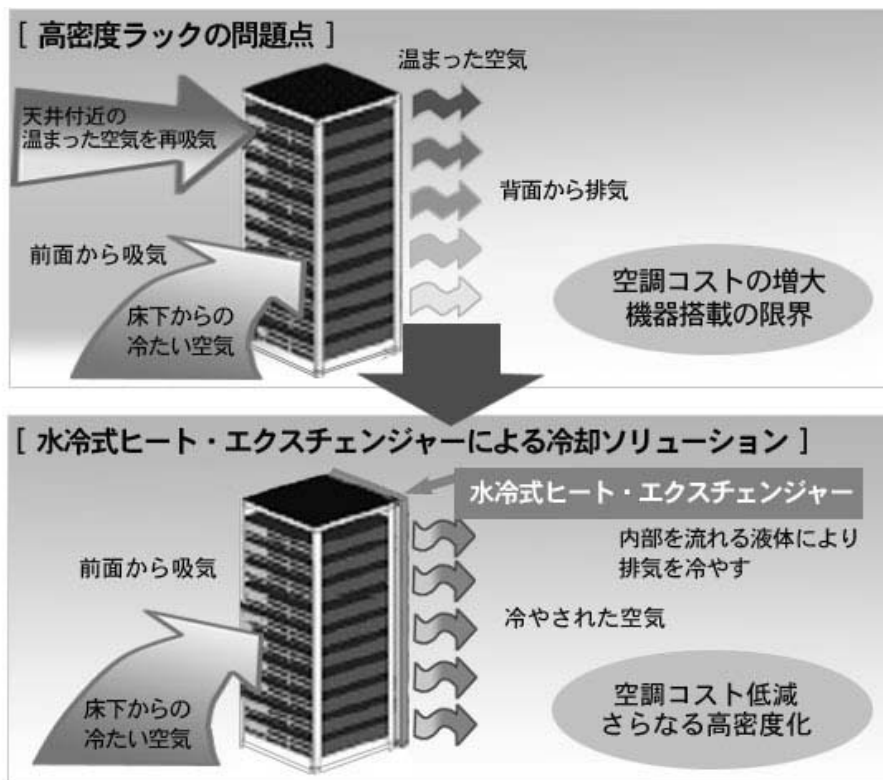 [ 高密度ラックの問題点 ]
温まった空気
天井付近の
温まった空気を再吸気
背面から排気
前面から吸気
床下からの
冷たい空気
空調コストの増大
機器搭載の限界
[ 水冷式ヒート・エクスチェンジャーによる冷却ソリューション ]
水冷式ヒート・エクスチェンジャー
内部を流れる液体により
排気を冷やす
前面から吸気
冷やされた空気
床下からの
冷たい空気
空調コスト低減
さらなる高密度化